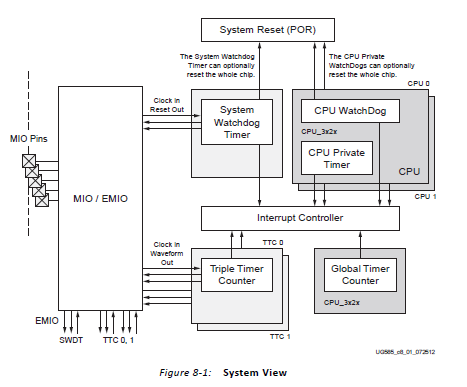 System Reset (POR)
The System Watchdog
Timer can optionally
reset the whole chip.
The CPU Private
WatchDogs can optionally
reset the whole chip.
CPU 0
Clock In
Reset Out
System
Watchdog
Timer
CPU WatchDog
CPU_3x2x
CPU Private
Timer
CPU
CPU 1
MIO Pins
MIO / EMIO
Interrupt Controller
Clock In
Waveform
Out
TTC 0
Triple Timer
Counter
Global Timer
Counter
CPU_3x2x
TTC 1
EMIO
SWDT
TTC 0, 1
UG585_c8_01_072512
Figure 8-1: System View